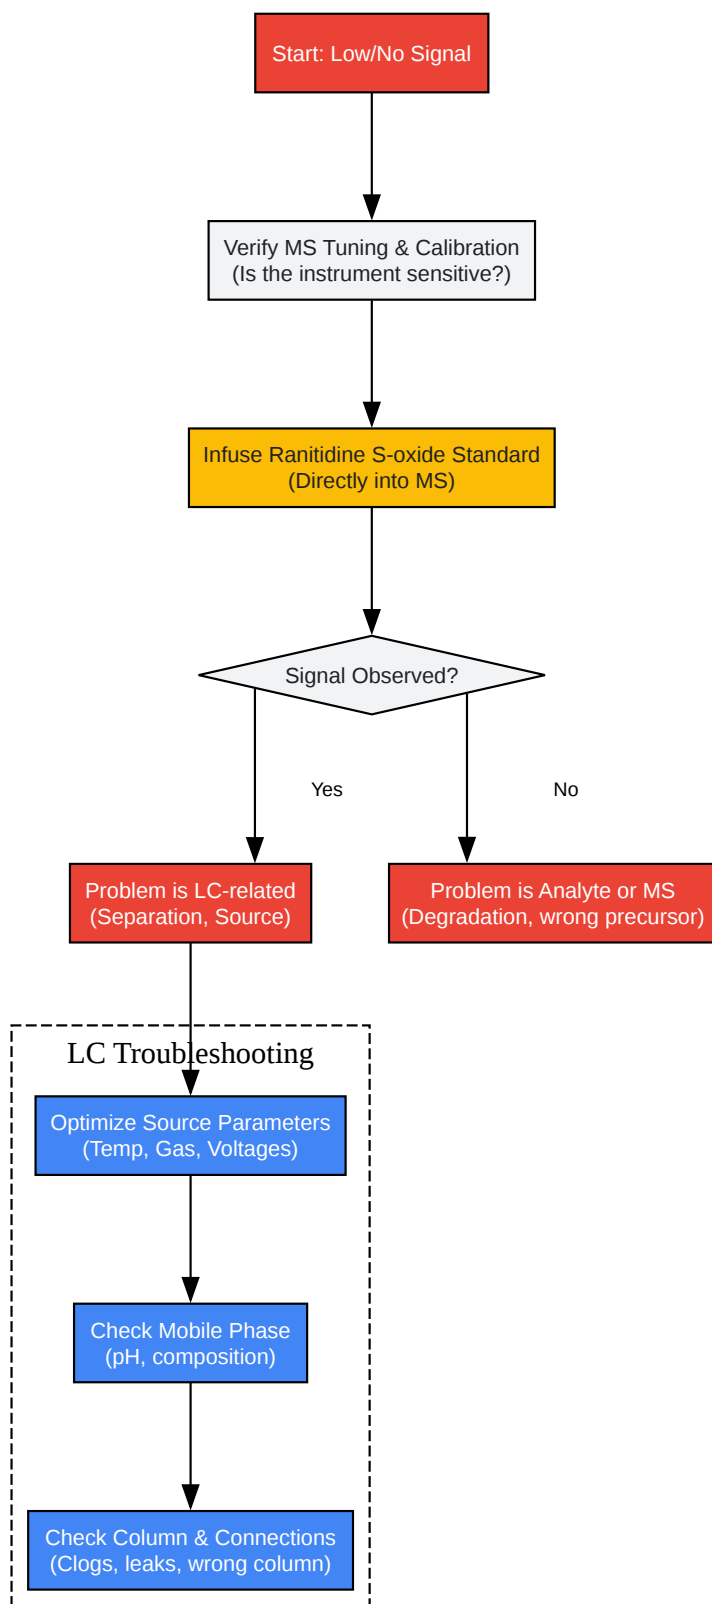 Start: Low/No Signal
Verify MS Tuning & Calibration
(Is the instrument sensitive?)
Infuse Ranitidine S-oxide Standard
(Directly into MS)
Signal Observed?
Yes
No
Problem is LC-related
(Separation, Source)
Problem is Analyte or MS
(Degradation, wrong precursor)
LC Troubleshooting
Optimize Source Parameters
(Temp, Gas, Voltages)
Check Mobile Phase
(pH, composition)
Check Column & Connections
(Clogs, leaks, wrong column)